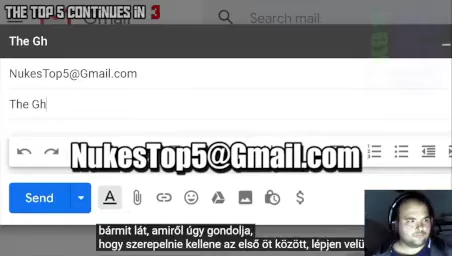 THE TOP 5 CONTINUES IN 3
Search mail
The Gh
NukesTop5@Gmail.com
The Gh
NukesTop5@Gmail.com
Send
bármit lát, amiről úgy gondolja,
hogy szerepelnie kellene az első öt között, lépjen velü